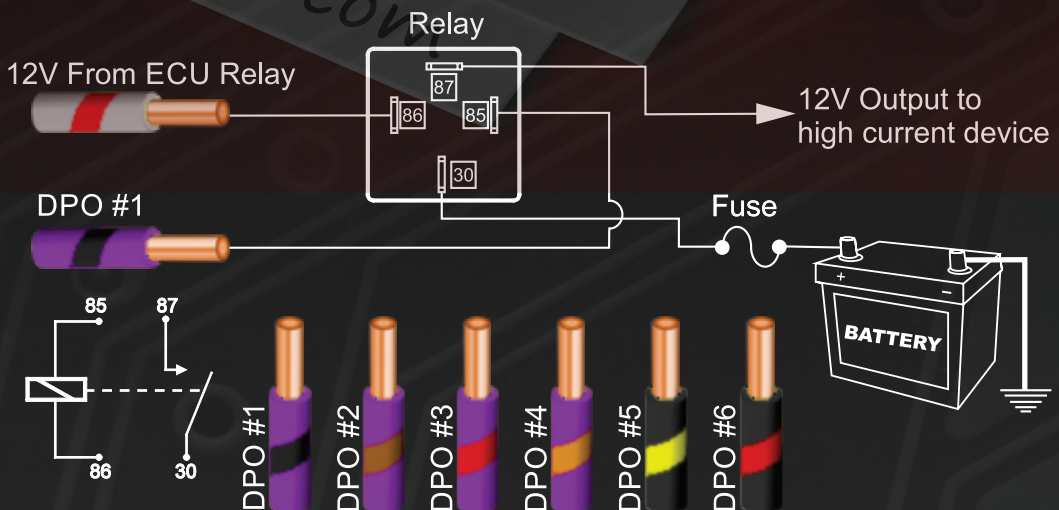 com
Relay
12V From ECU Relay
87
86
85
30
12V Output to
high current device
DPO #1
Fuse
+
−
BATTERY
85
87
86
30
DPO #1
DPO #2
DPO #3
DPO #4
DPO #5
DPO #6